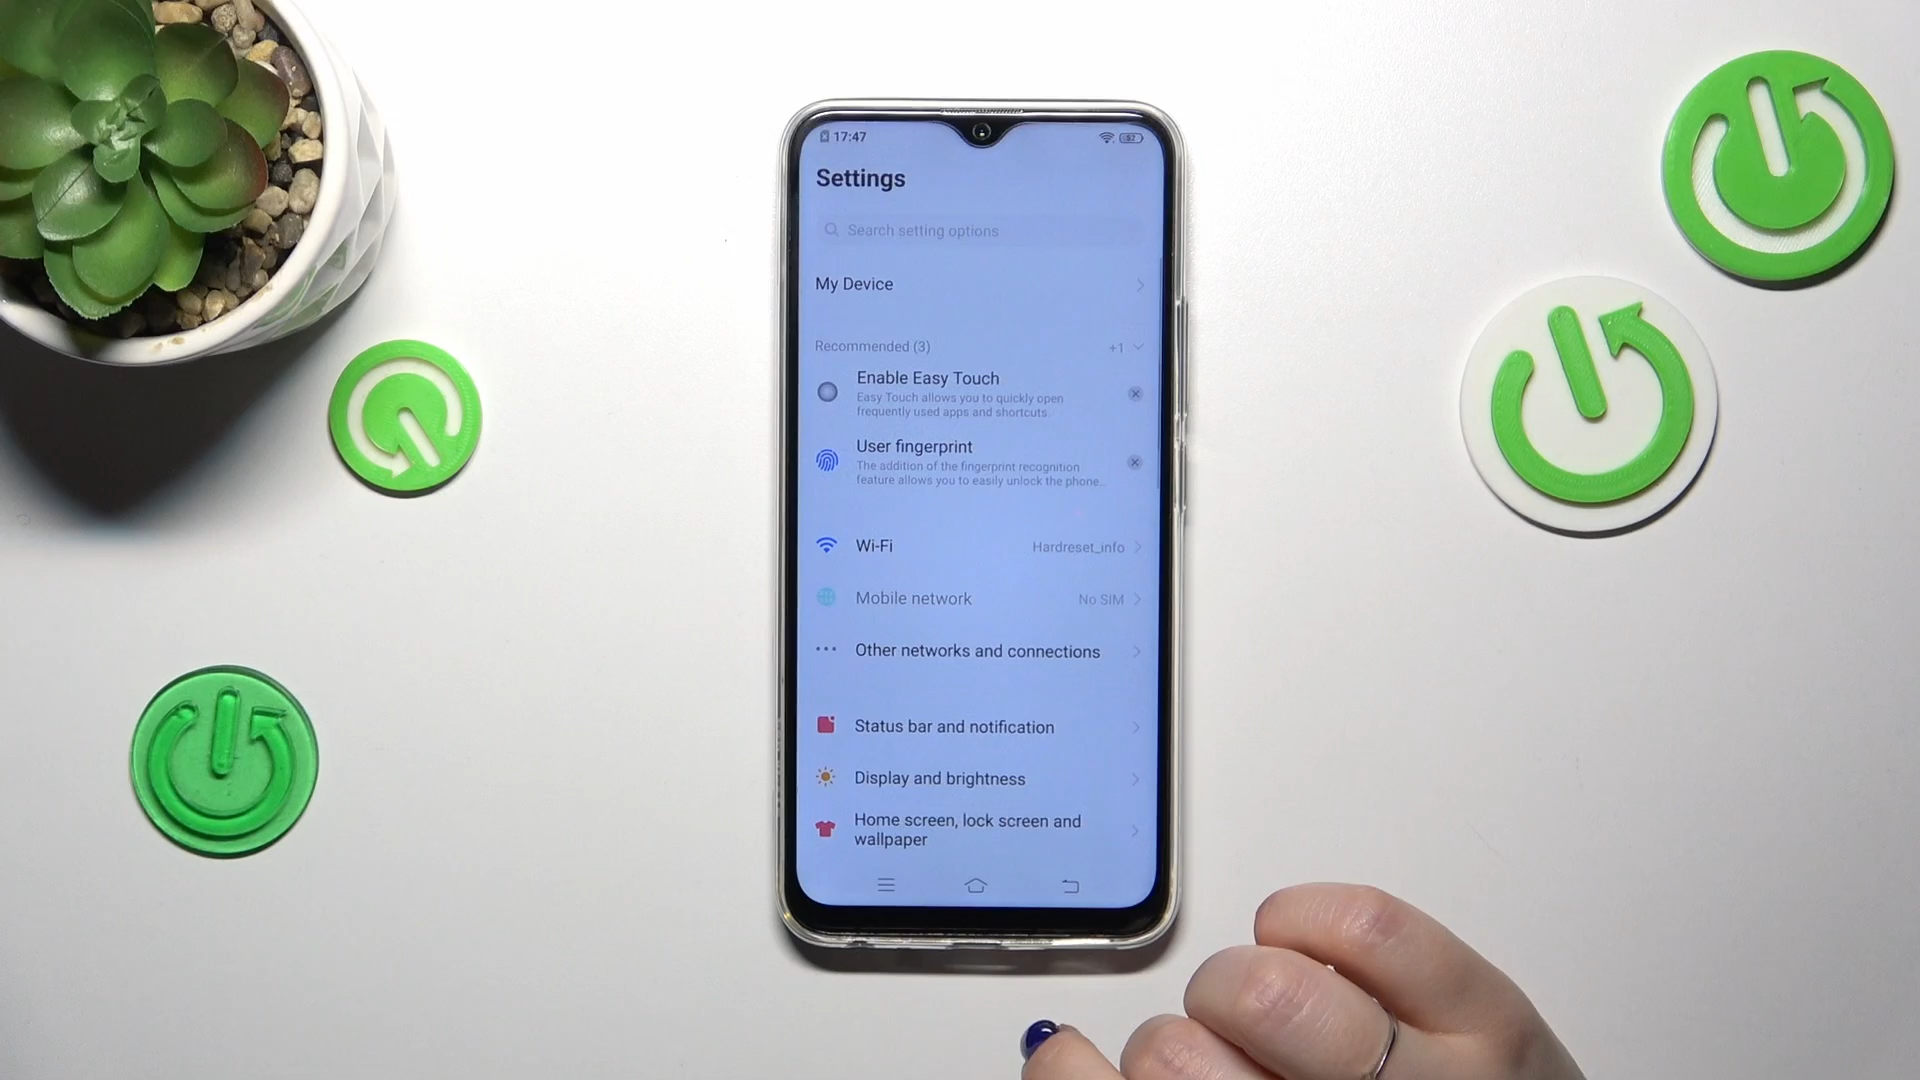 17:47
92
Settings
Search setting options
My Device
Recommended (3)
+1
Enable Easy Touch
Easy Touch allows you to quickly open
frequently used apps and shortcuts.
User fingerprint
The addition of the fingerprint recognition
feature allows you to easily unlock the phone...
Wi-Fi
Hardreset_info
Mobile network
No SIM
Other networks and connections
Status bar and notification
Display and brightness
Home screen, lock screen and
wallpaper